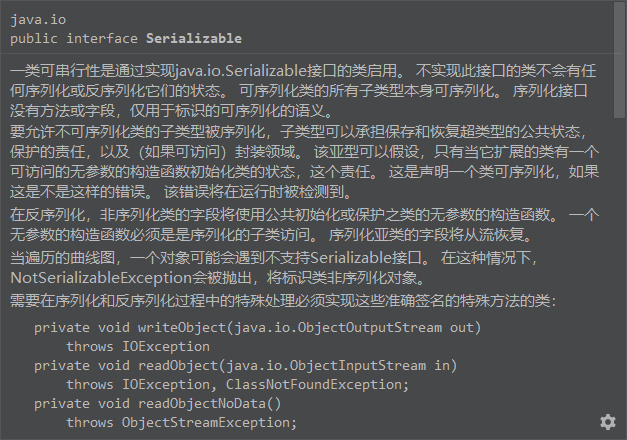 java.io
public interface Serializable
一类可串行性是通过实现java.io.Serializable接口的类启用。 不实现此接口的类不会有任
何序列化或反序列化它们的状态。 可序列化类的所有子类型本身可序列化。 序列化接口
没有方法或字段，仅用于标识的可序列化的语义。
要允许不可序列化类的子类型被序列化，子类型可以承担保存和恢复超类型的公共状态，
保护的责任，以及（如果可访问）封装领域。 该亚型可以假设，只有当它扩展的类有一个
可访问的无参数的构造函数初始化类的状态，这个责任。 这是声明一个类可序列化，如果
这是不是这样的错误。 该错误将在运行时被检测到。
在反序列化，非序列化类的字段将使用公共初始化或保护之类的无参数的构造函数。 一个
无参数的构造函数必须是是序列化的子类访问。 序列化亚类的字段将从流恢复。
当遍历的曲线图，一个对象可能会遇到不支持Serializable接口。 在这种情况下，
NotSerializableException会被抛出，将标识类非序列化对象。
需要在序列化和反序列化过程中的特殊处理必须实现这些准确签名的特殊方法的类：
private void writeObject(java.io.ObjectOutputStream out)
throws IOException
private void readObject(java.io.ObjectInputStream in)
throws IOException, ClassNotFoundException;
private void readObjectNoData()
throws ObjectStreamException;